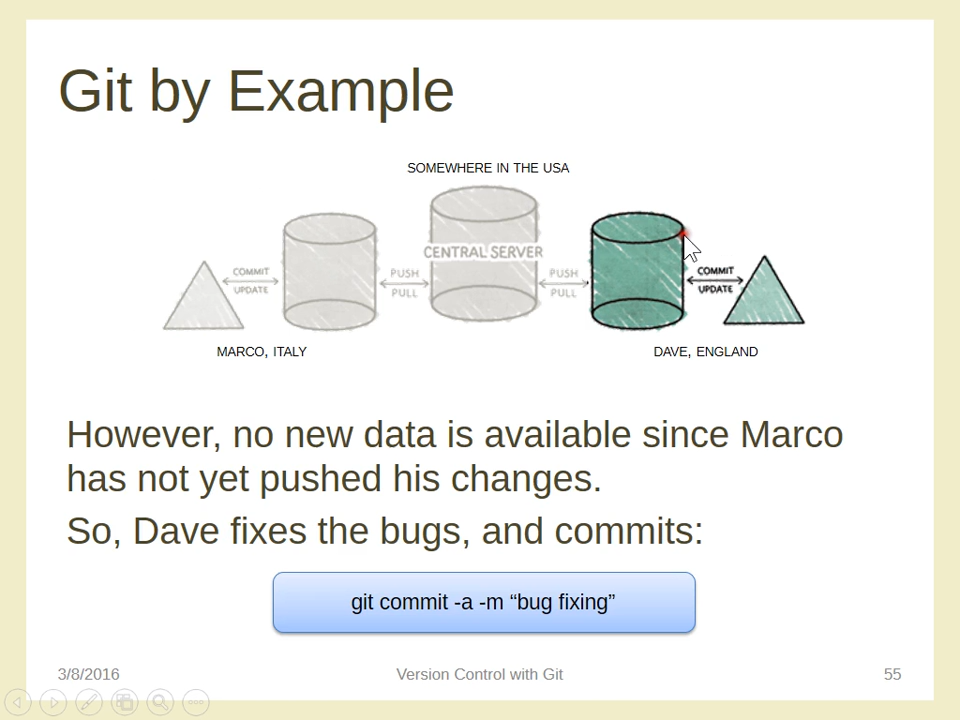 Git by Example
SOMEWHERE IN THE USA
CENTRAL SERVER
COMMIT
UPDATE
PUSH
PULL
PUSH
PULL
COMMIT
UPDATE
MARCO, ITALY
DAVE, ENGLAND
However, no new data is available since Marco
has not yet pushed his changes.
So, Dave fixes the bugs, and commits:
git commit -a -m “bug fixing”
3/8/2016
Version Control with Git
55